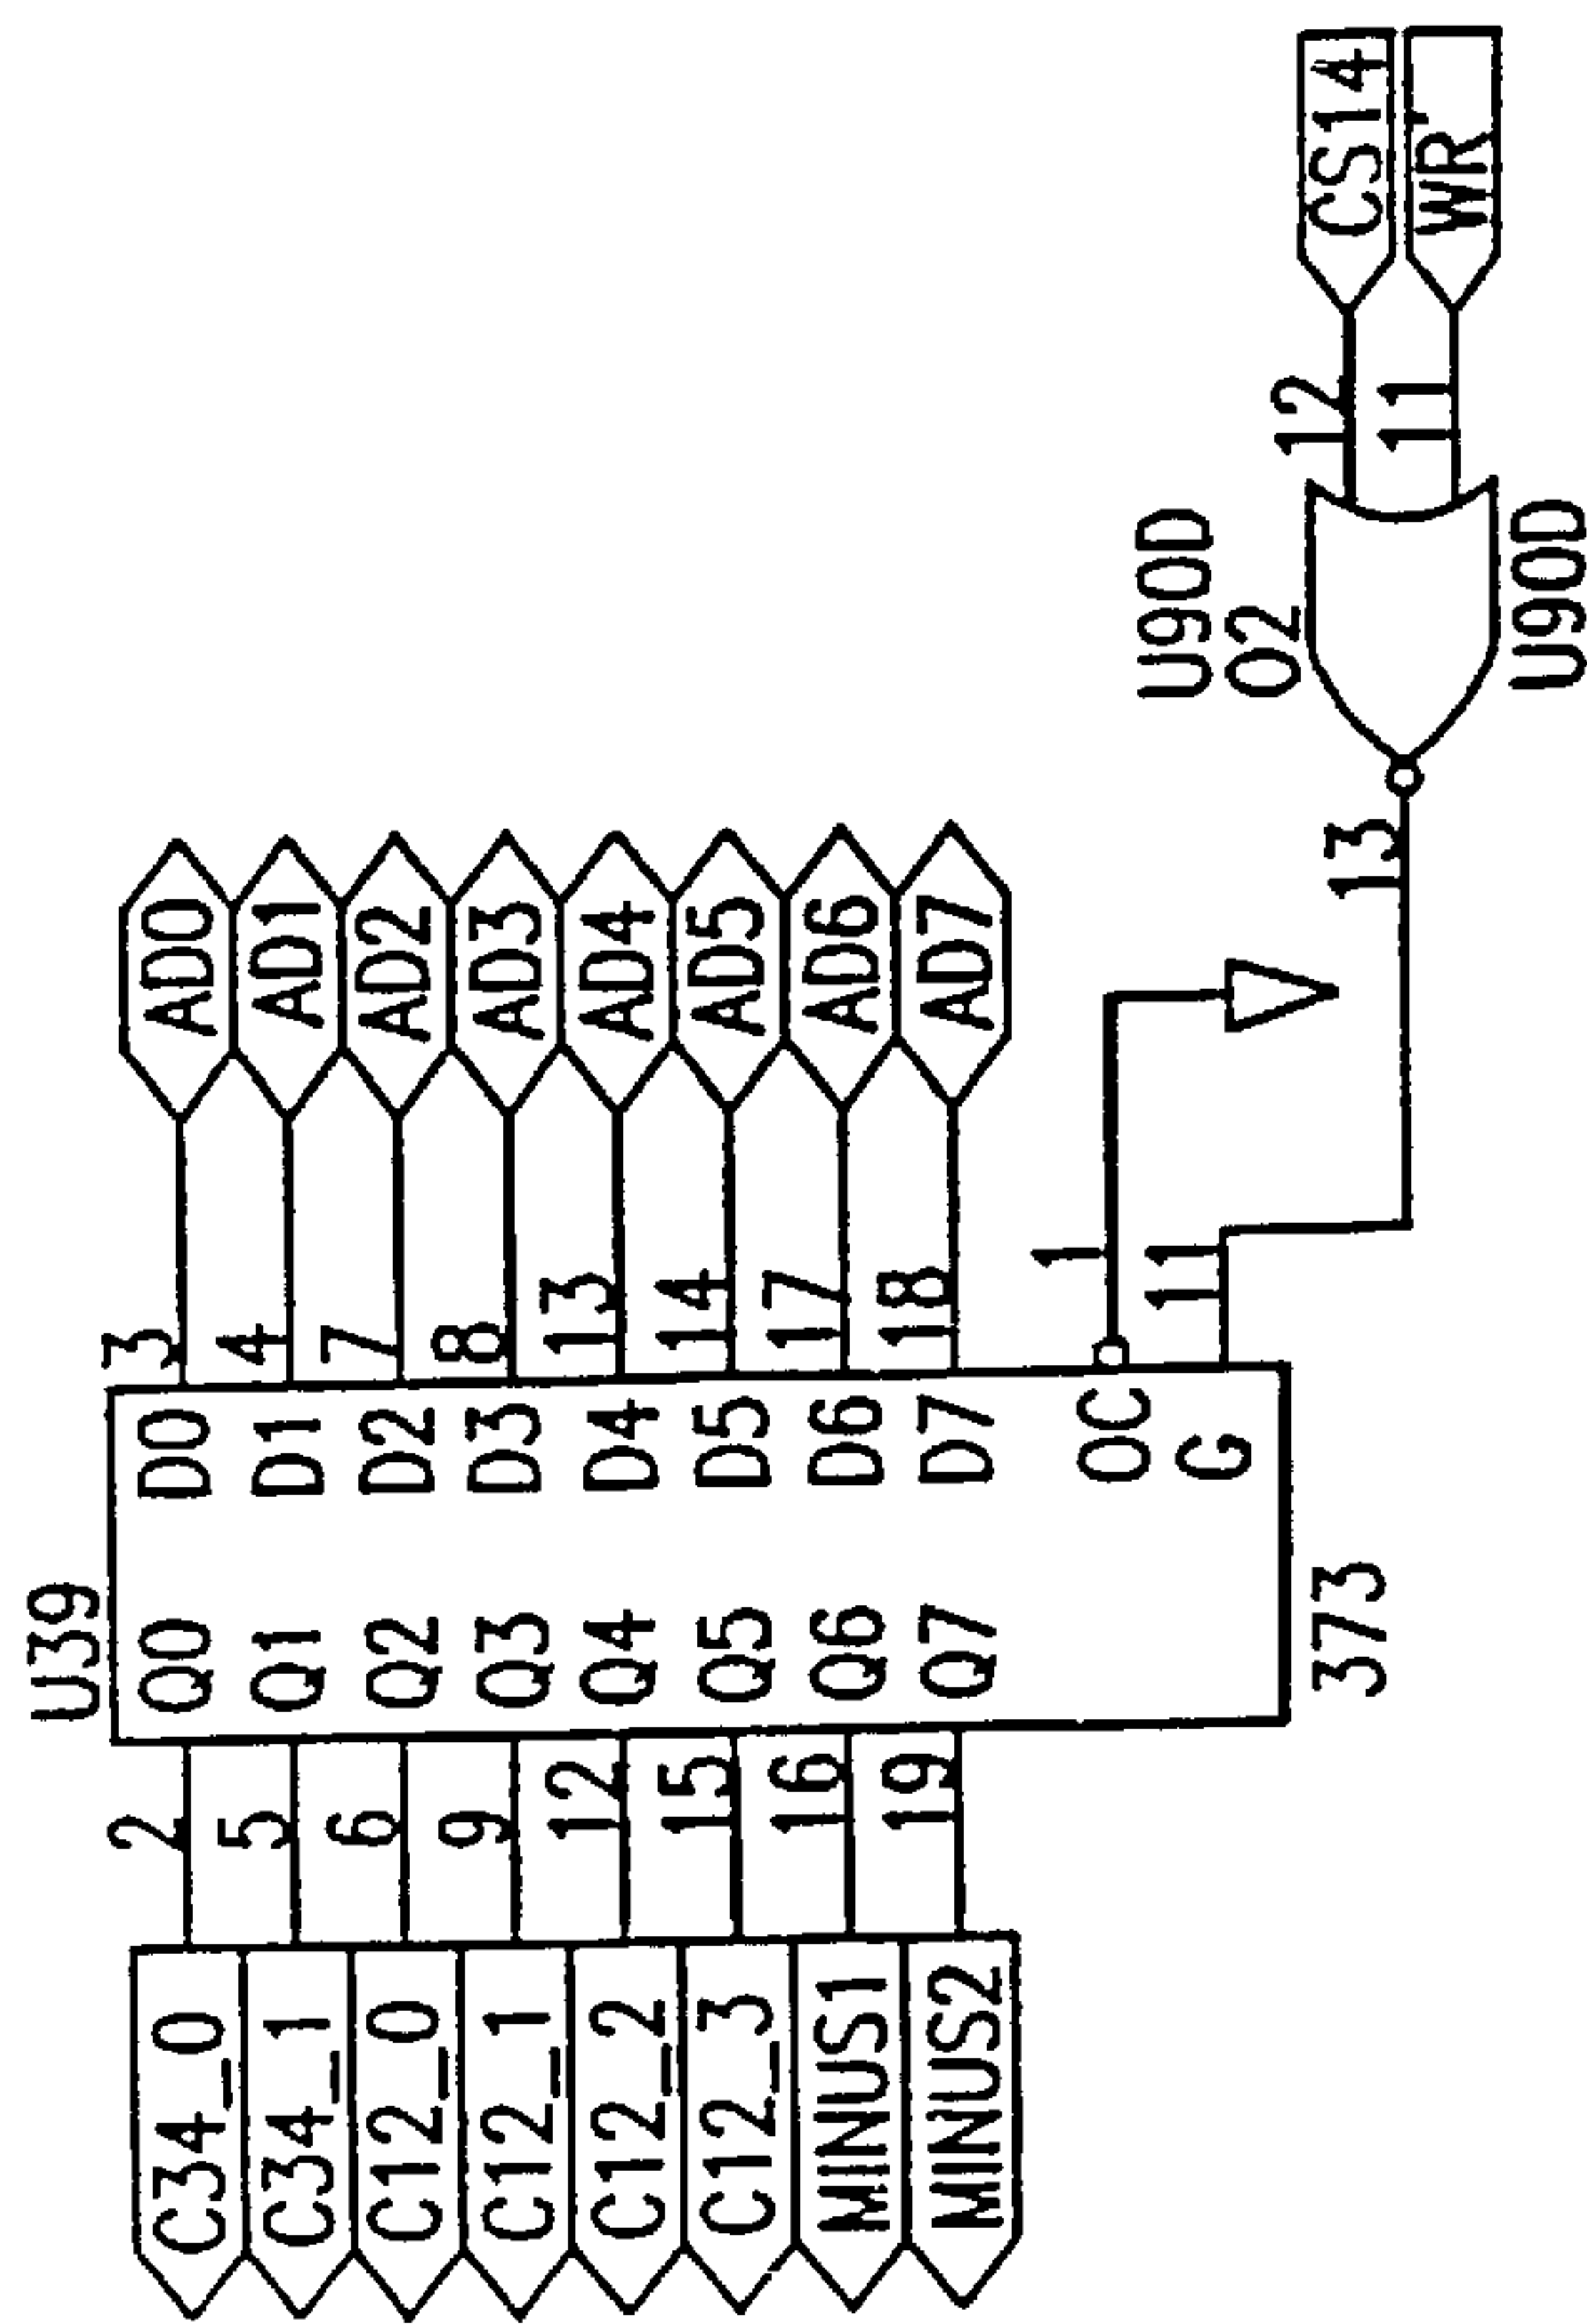 U39
2 3
C34_0 Q0 D0 AD0
5 4
C34_1 Q1 D1 AD1
6 7
C12_0 Q2 D2 AD2
9 8
C12_1 Q3 D3 AD3
12 13
C12_2 Q4 D4 AD4
15 14
C12_3 Q5 D5 AD5
16 17
MINUS1 Q6 D6 AD6
19 18
MINUS2 Q7 D7 AD7
1
OC
11 U90D
G
O2
12
CS14
373 13
11
WR'
U90D